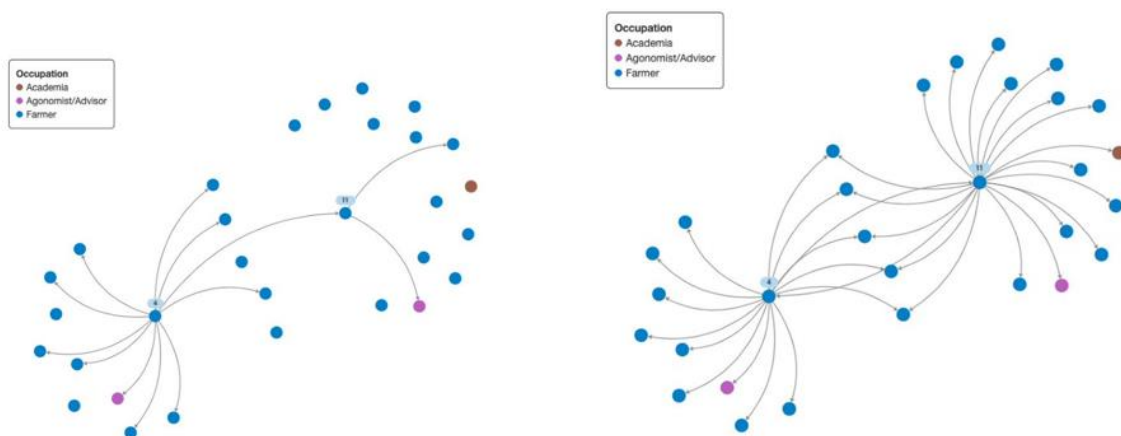 Occupation
Academia
Agonomist/Advisor
Farmer
11
4
Occupation
Academia
Agonomist/Advisor
Farmer
11
4